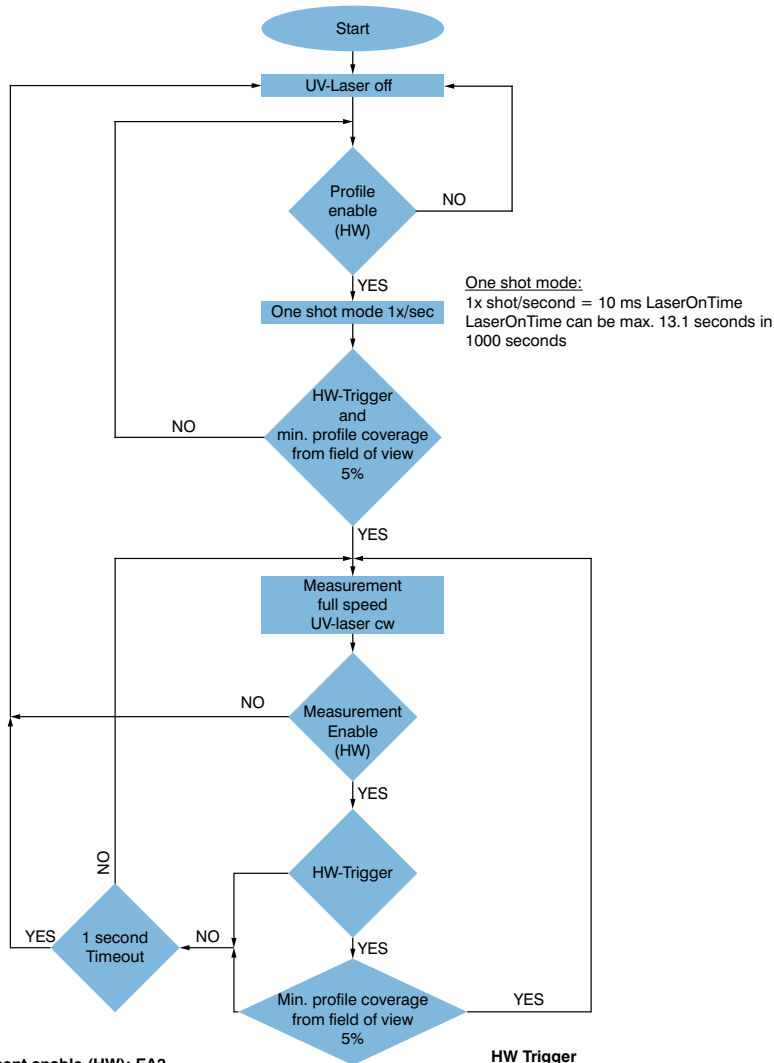 Start
UV-Laser off
Profile
enable
(HW)
NO
YES
One shot mode 1x/sec
One shot mode:
1x shot/second = 10 ms LaserOnTime
LaserOnTime can be max. 13.1 seconds in
1000 seconds
HW-Trigger
and
min. profile coverage
from field of view
5%
NO
YES
Measurement
full speed
UV-laser cw
NO
Measurement
Enable
(HW)
YES
HW-Trigger
NO
YES
1 second
Timeout
NO
YES
Min. profile coverage
from field of view
5%
YES
enable (HW):
HW Trigger